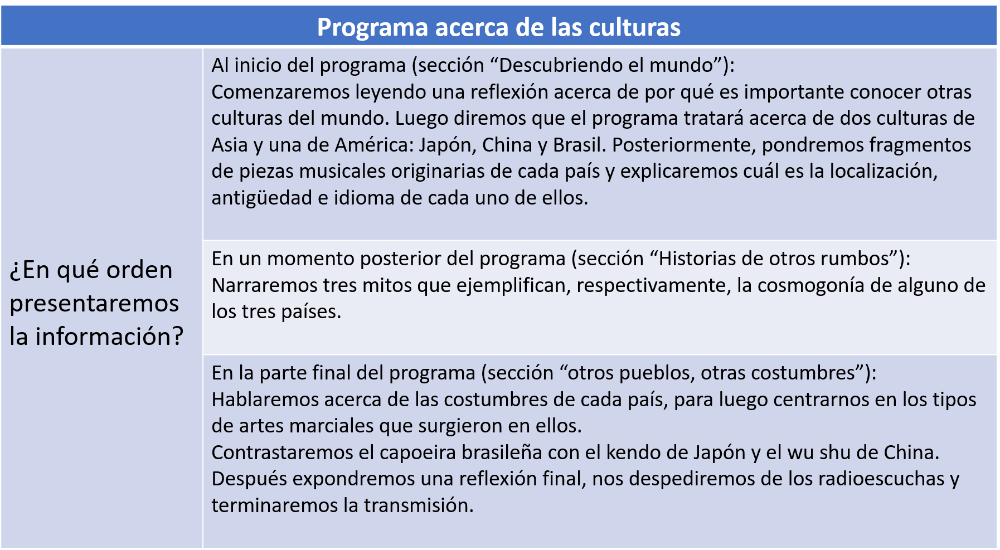 Programa acerca de las culturas
¿En qué orden
presentaremos
la información?
Al inicio del programa (sección “Descubriendo el mundo”):
Comenzaremos leyendo una reflexión acerca de por qué es importante conocer otras
culturas del mundo. Luego diremos que el programa tratará acerca de dos culturas de
Asia y una de América: Japón, China y Brasil. Posteriormente, pondremos fragmentos
de piezas musicales originarias de cada país y explicaremos cuál es la localización,
antigüedad e idioma de cada uno de ellos.
En un momento posterior del programa (sección “Historias de otros rumbos”):
Narraremos tres mitos que ejemplifican, respectivamente, la cosmogonía de alguno de
los tres países.
En la parte final del programa (sección “otros pueblos, otras costumbres”):
Hablaremos acerca de las costumbres de cada país, para luego centrarnos en los tipos
de artes marciales que surgieron en ellos.
Contrastaremos el capoeira brasileña con el kendo de Japón y el wu shu de China.
Después expondremos una reflexión final, nos despediremos de los radioescuchas y
terminaremos la transmisión.